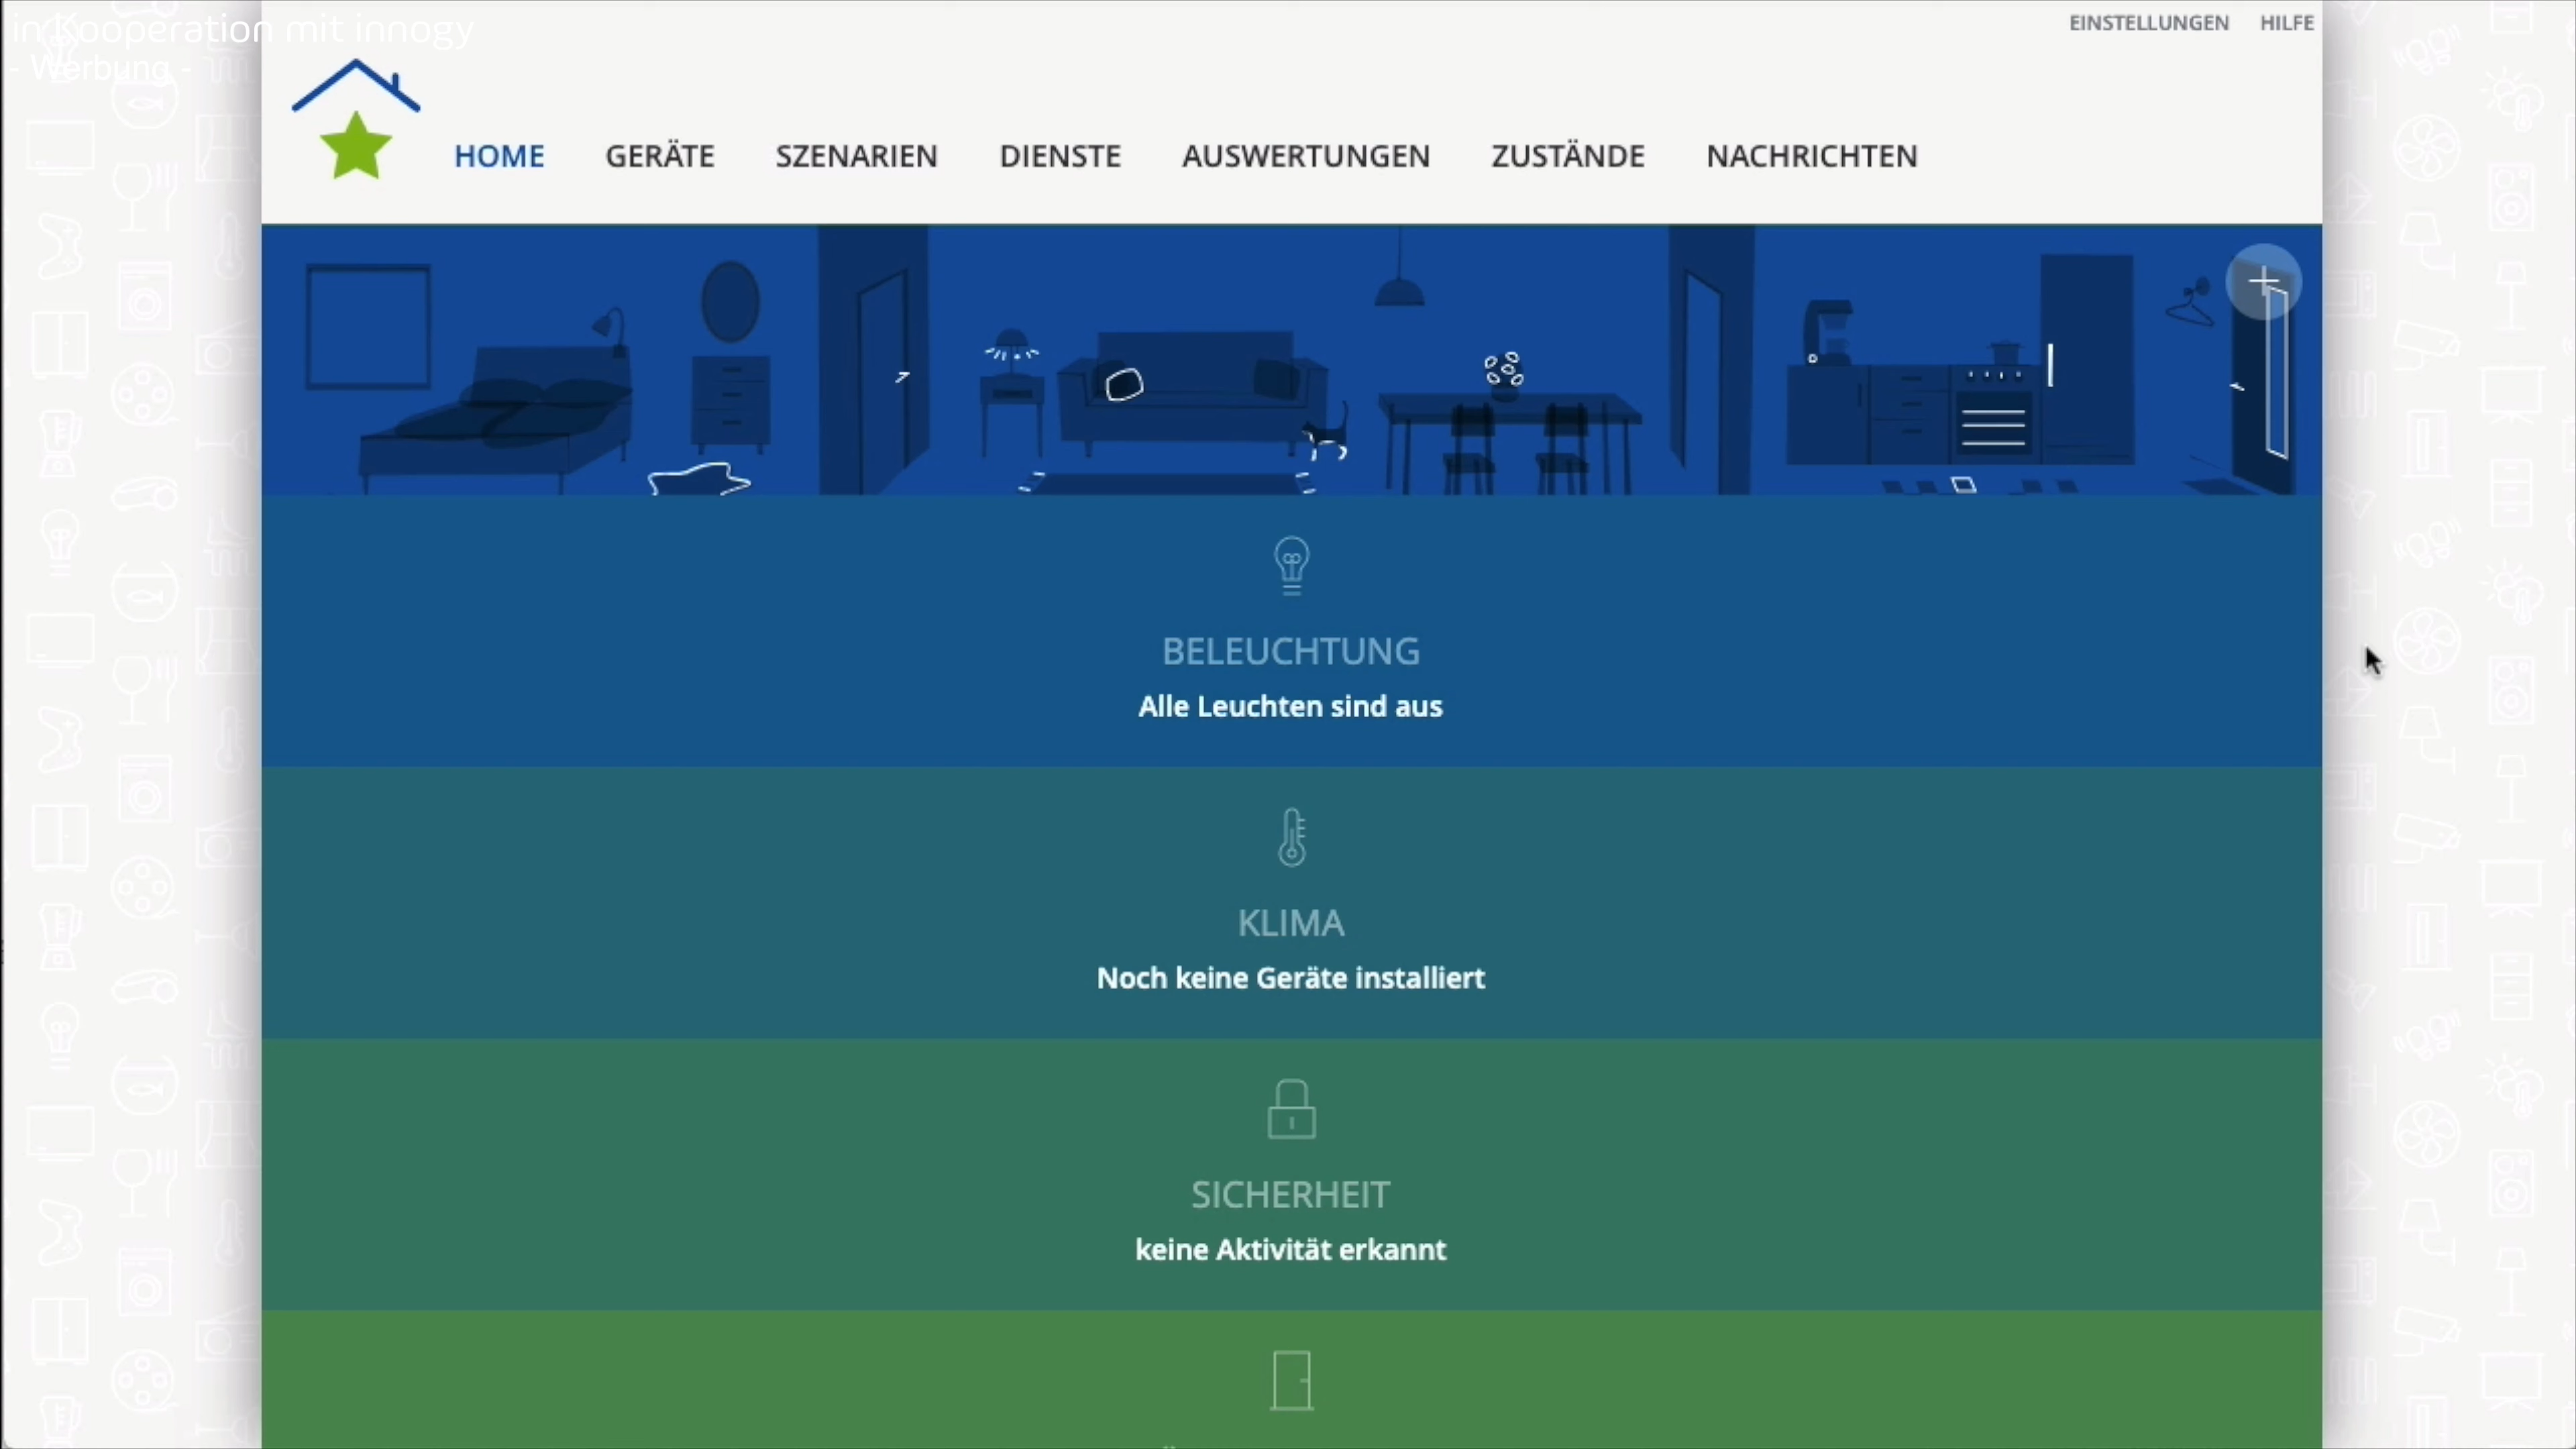 in Kooperation mit innogy
- Werbung -
EINSTELLUNGEN HILFE
HOME GERÄTE SZENARIEN DIENSTE AUSWERTUNGEN ZUSTÄNDE NACHRICHTEN
BELEUCHTUNG
Alle Leuchten sind aus
KLIMA
Noch keine Geräte installiert
SICHERHEIT
keine Aktivität erkannt